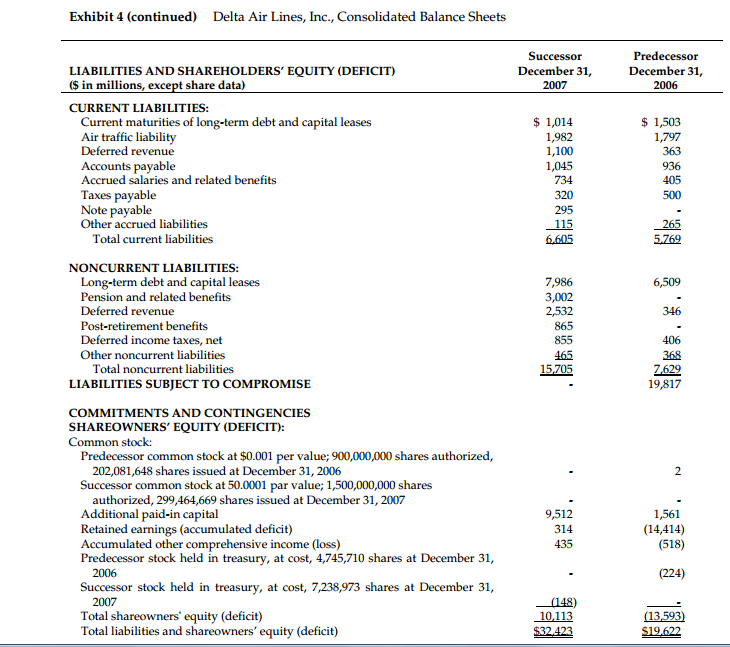 Exhibit 4 (continued) Delta Air Lines, Inc., Consolidated Balance Sheets
Successor Predecessor
LIABILITIES AND SHAREHOLDERS' EQUITY (DEFICIT) December 31, December 31,
($ in millions, except share data) 2007 2006
CURRENT LIABILITIES:
Current maturities of long-term debt and capital leases $ 1,014 $ 1,503
Air traffic liability 1,982 1,797
Deferred revenue 1,100 363
Accounts payable 1,045 936
Accrued salaries and related benefits 734 405
Taxes payable 320 500
Note payable 295 -
Other accrued liabilities 115 265
Total current liabilities 6,605 5,769
NONCURRENT LIABILITIES:
Long-term debt and capital leases 7,986 6,509
Pension and related benefits 3,002 -
Deferred revenue 2,532 346
Post-retirement benefits 865 -
Deferred income taxes, net 855 406
Other noncurrent liabilities 465 368
Total noncurrent liabilities 15,705 7,629
LIABILITIES SUBJECT TO COMPROMISE - 19,817
COMMITMENTS AND CONTINGENCIES
SHAREOWNERS' EQUITY (DEFICIT):
Common stock:
Predecessor common stock at $0.001 per value; 900,000,000 shares authorized,
202,081,648 shares issued at December 31, 2006 - 2
Successor common stock at 50.0001 par value; 1,500,000,000 shares
authorized, 299,464,669 shares issued at December 31, 2007 - -
Additional paid-in capital 9,512 1,561
Retained earnings (accumulated deficit) 314 (14,414)
Accumulated other comprehensive income (loss) 435 (518)
Predecessor stock held in treasury, at cost, 4,745,710 shares at December 31,
2006 - (224)
Successor stock held in treasury, at cost, 7,238,973 shares at December 31,
2007 (148) -
Total shareowners' equity (deficit) 10,113 (13,593)
Total liabilities and shareowners' equity (deficit) $32,423 $19,622